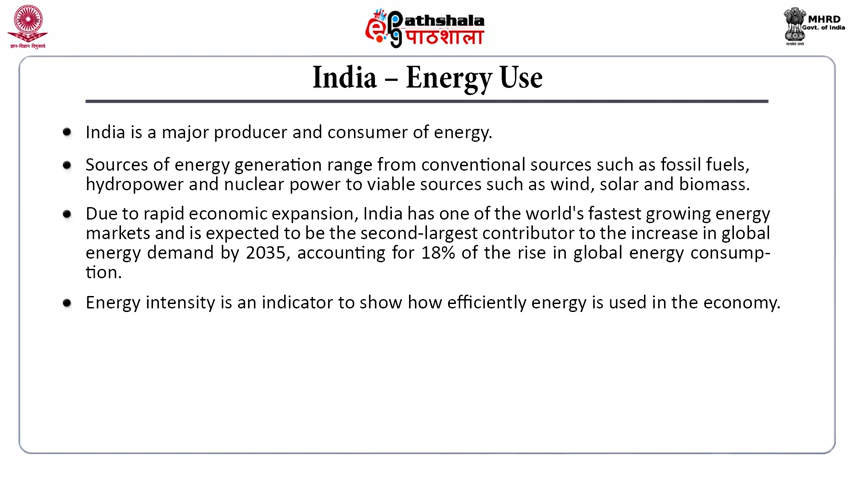 ज्ञान-विज्ञान विमुक्तये
ePathshala
पाठशाला
MHRD
Govt. of India
सत्यमेव जयते
India – Energy Use
• India is a major producer and consumer of energy.
• Sources of energy generation range from conventional sources such as fossil fuels,
hydropower and nuclear power to viable sources such as wind, solar and biomass.
• Due to rapid economic expansion, India has one of the world's fastest growing energy
markets and is expected to be the second-largest contributor to the increase in global
energy demand by 2035, accounting for 18% of the rise in global energy consump-
tion.
• Energy intensity is an indicator to show how efficiently energy is used in the economy.